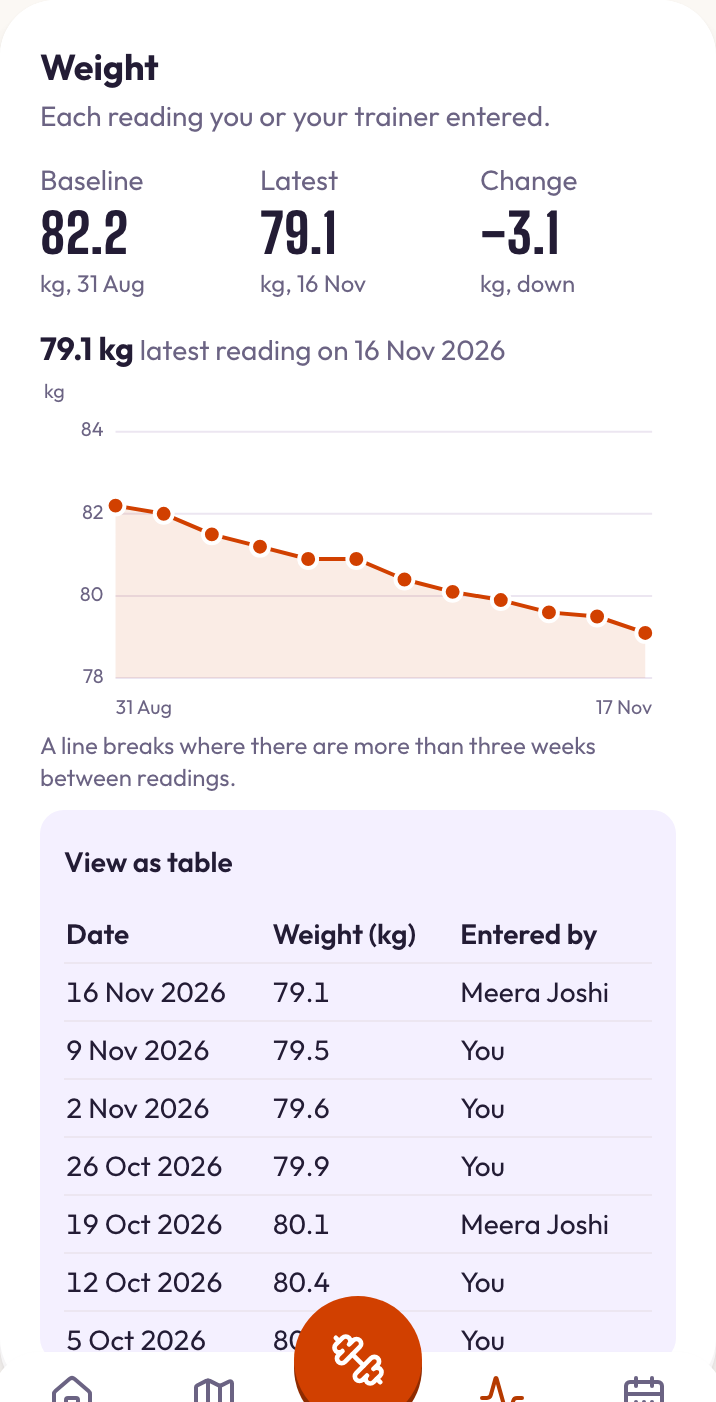 Weight
Each reading you or your trainer entered.
Baseline Latest Change
82.2 79.1 −3.1
kg, 31 Aug kg, 16 Nov kg, down
79.1 kg latest reading on 16 Nov 2026
kg
84
82
80
78
31 Aug 17 Nov
A line breaks where there are more than three weeks
between readings.
View as table
Date Weight (kg) Entered by
16 Nov 2026 79.1 Meera Joshi
9 Nov 2026 79.5 You
2 Nov 2026 79.6 You
26 Oct 2026 79.9 You
19 Oct 2026 80.1 Meera Joshi
12 Oct 2026 80.4 You
5 Oct 2026 You